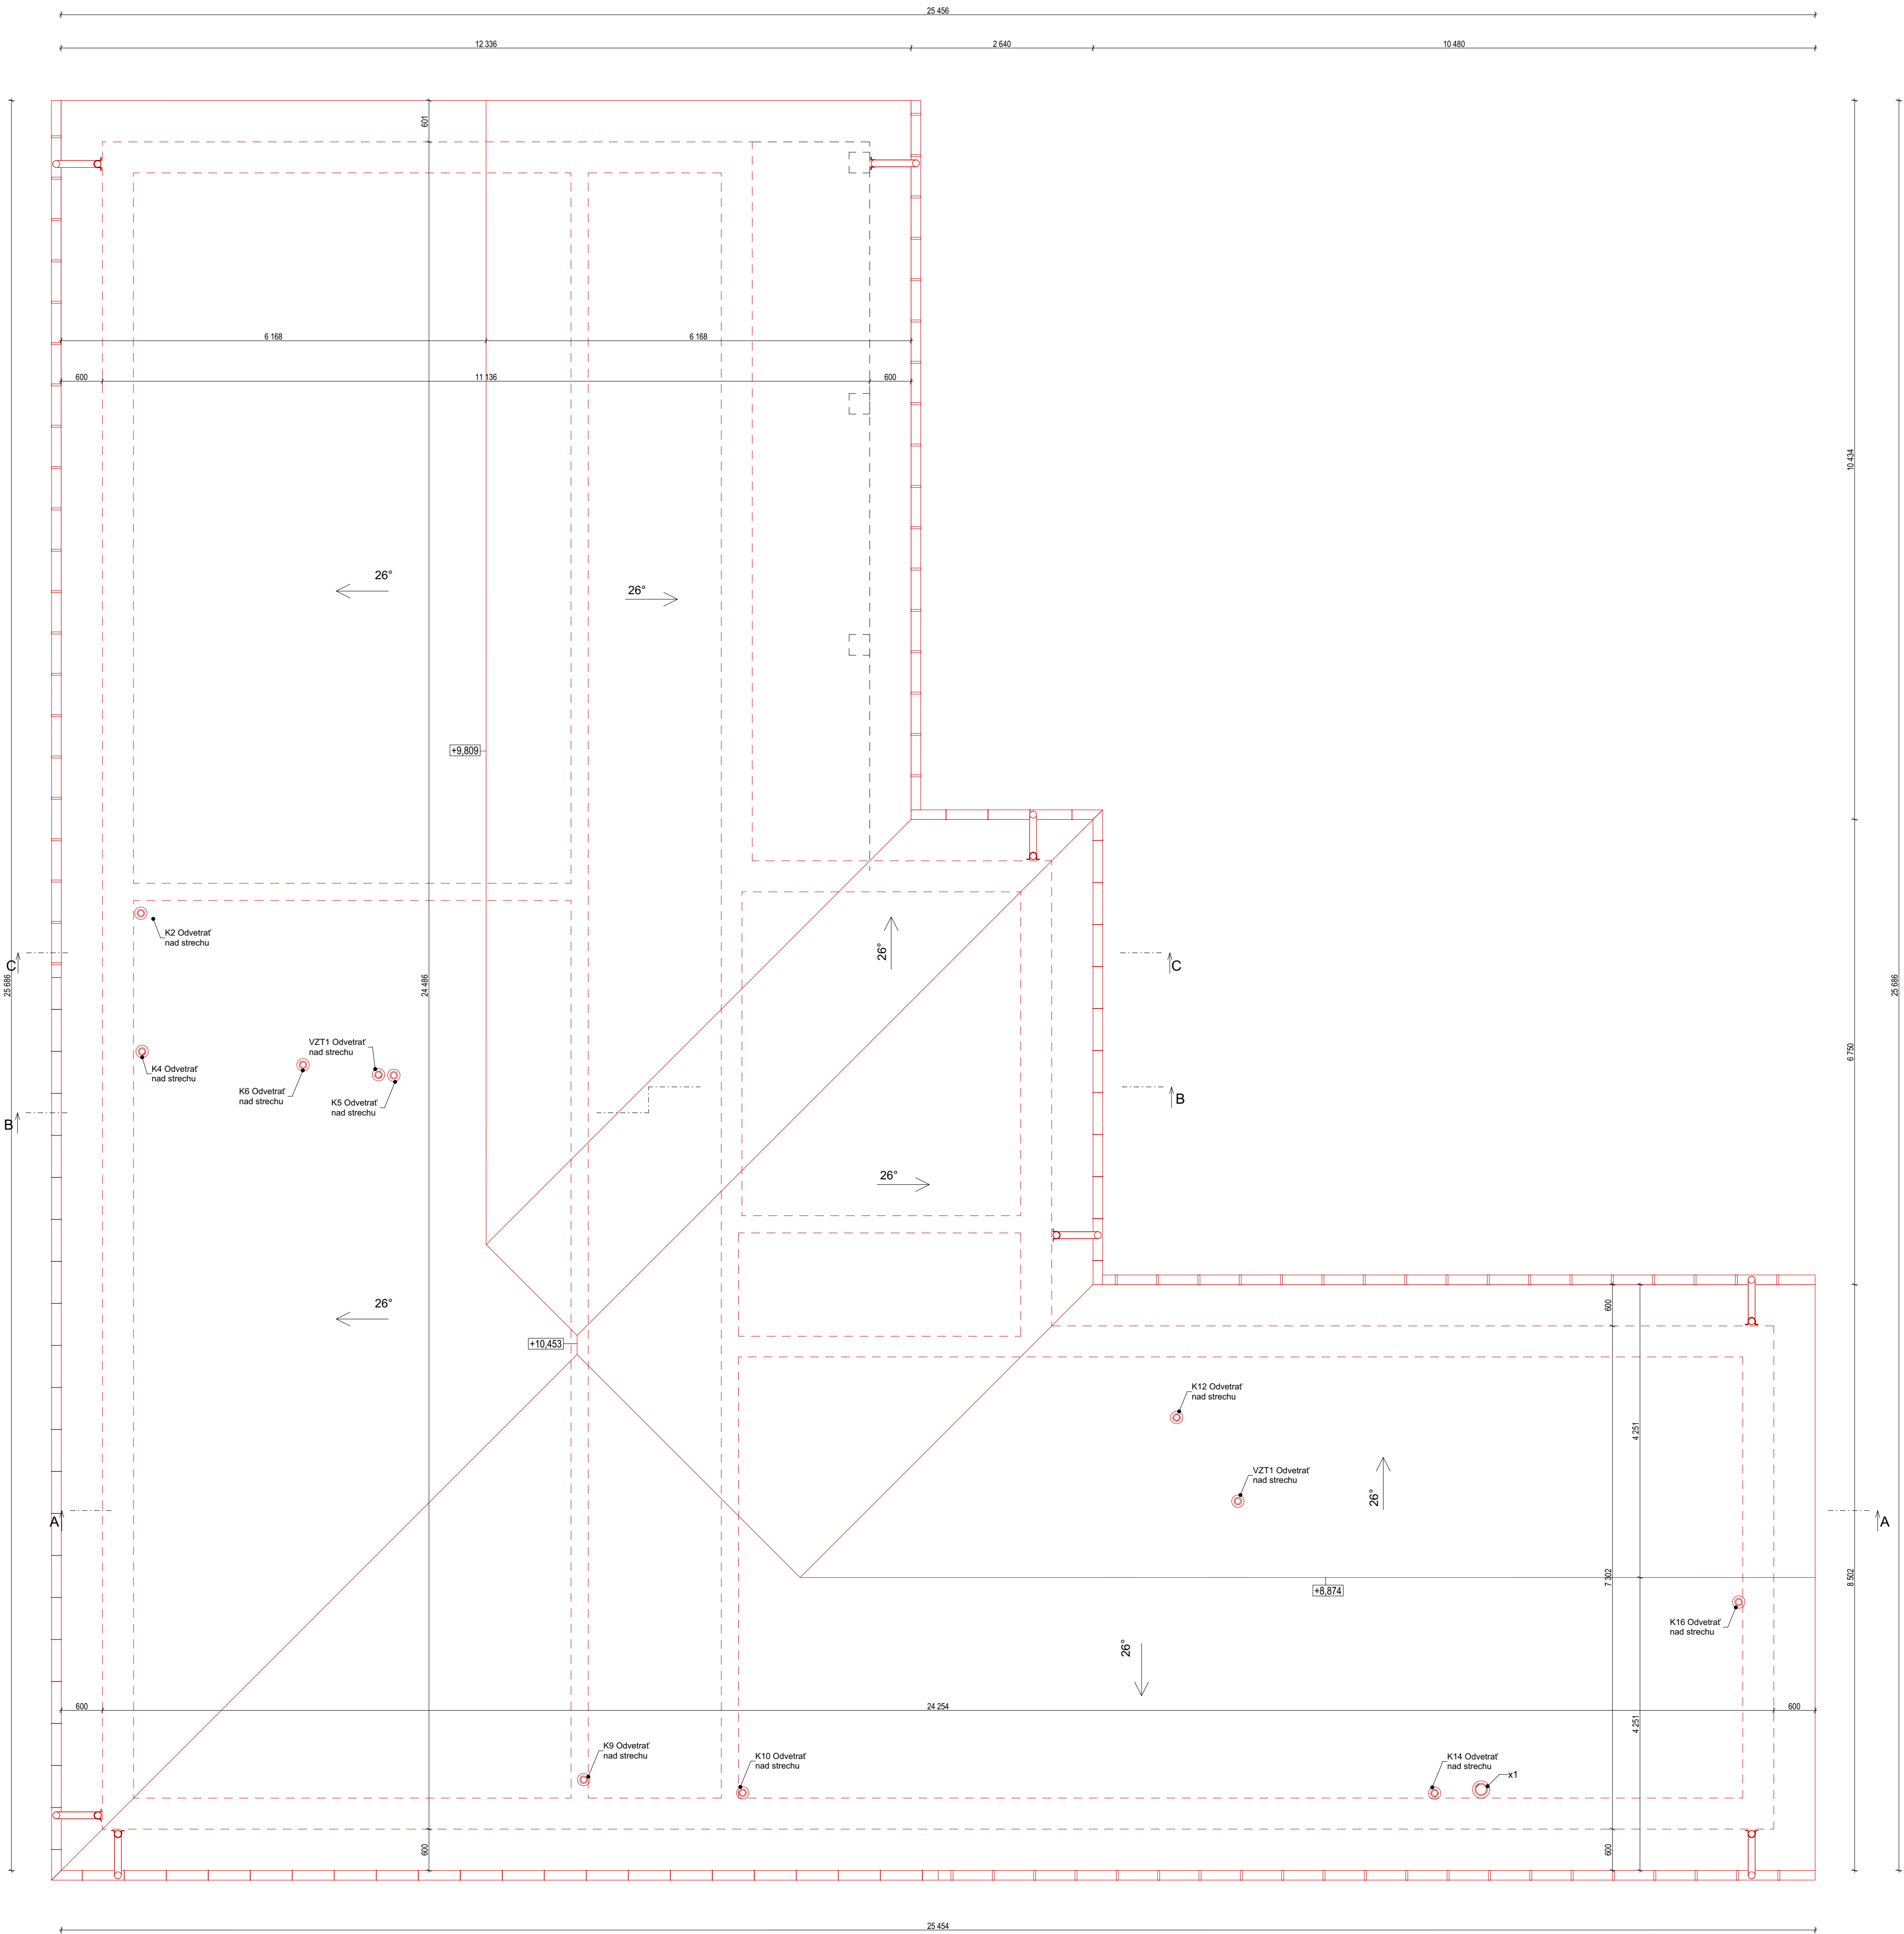 25 456
12 336
2 640
10 480
601
10 434
6 168
6 168
600
11 136
600
26°
26°
+9,809
K2 Odvetrať
nad strechu
26°
C
C
25 686
24 486
25 686
VZT1 Odvetrať
nad strechu
K4 Odvetrať
nad strechu
K6 Odvetrať
nad strechu
K5 Odvetrať
nad strechu
6 750
B
B
26°
26°
600
+10,453
K12 Odvetrať
nad strechu
4 251
VZT1 Odvetrať
nad strechu
26°
A
A
7 302
8 502
+8,874
K16 Odvetrať
nad strechu
26°
600
24 254
600
4 251
K9 Odvetrať
nad strechu
K10 Odvetrať
nad strechu
K14 Odvetrať
nad strechu
x1
600
600
25 454